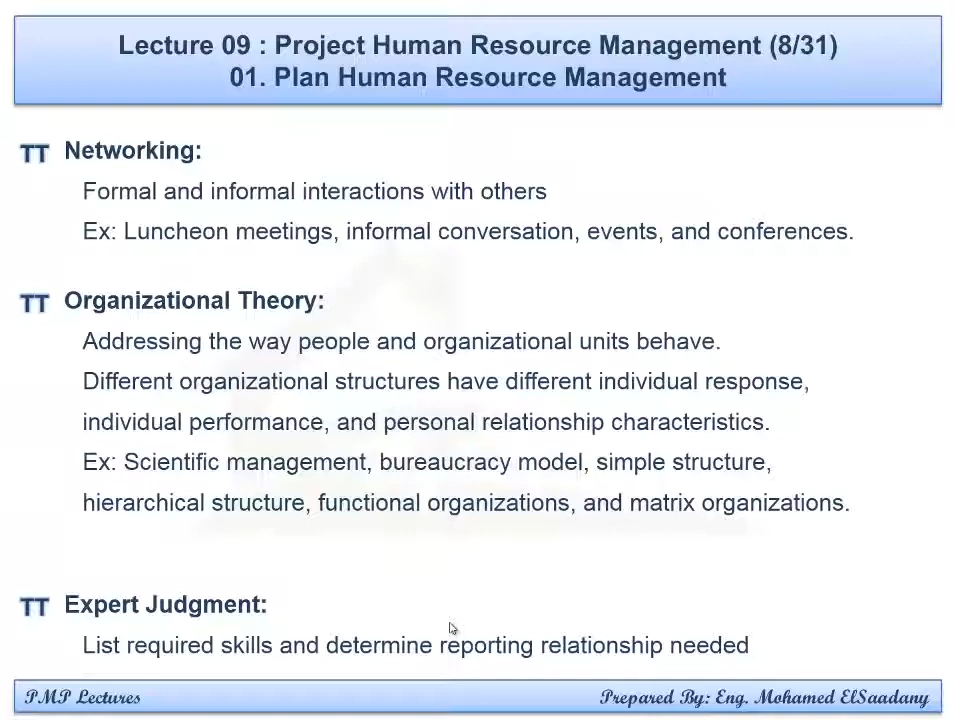 Lecture 09 : Project Human Resource Management (8/31)
01. Plan Human Resource Management
TT Networking:
Formal and informal interactions with others
Ex: Luncheon meetings, informal conversation, events, and conferences.
TT Organizational Theory:
Addressing the way people and organizational units behave.
Different organizational structures have different individual response,
individual performance, and personal relationship characteristics.
Ex: Scientific management, bureaucracy model, simple structure,
hierarchical structure, functional organizations, and matrix organizations.
TT Expert Judgment:
List required skills and determine reporting relationship needed
PMP Lectures
Prepared By: Eng. Mohamed ElSaadany